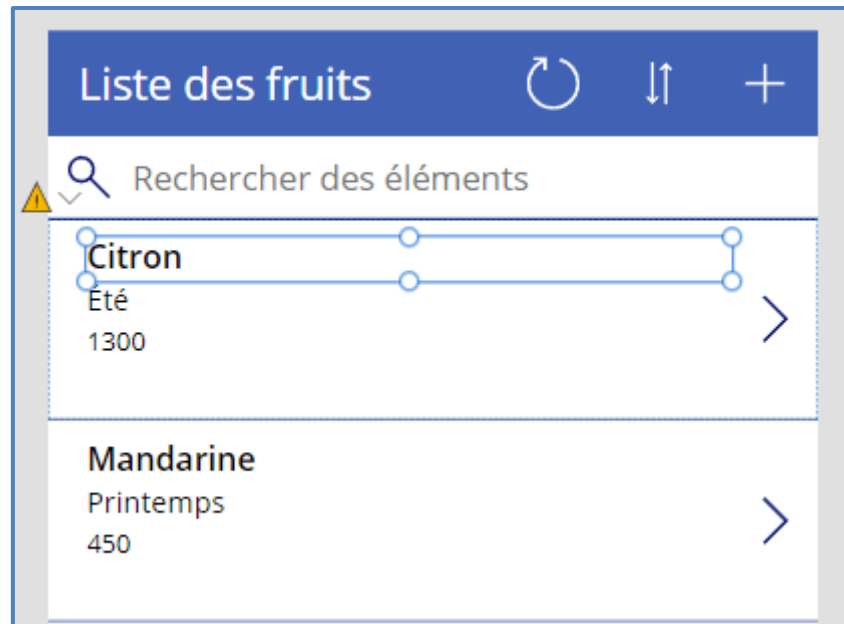 Liste des fruits
Rechercher des éléments
Citron
Été
1300
Mandarine
Printemps
450